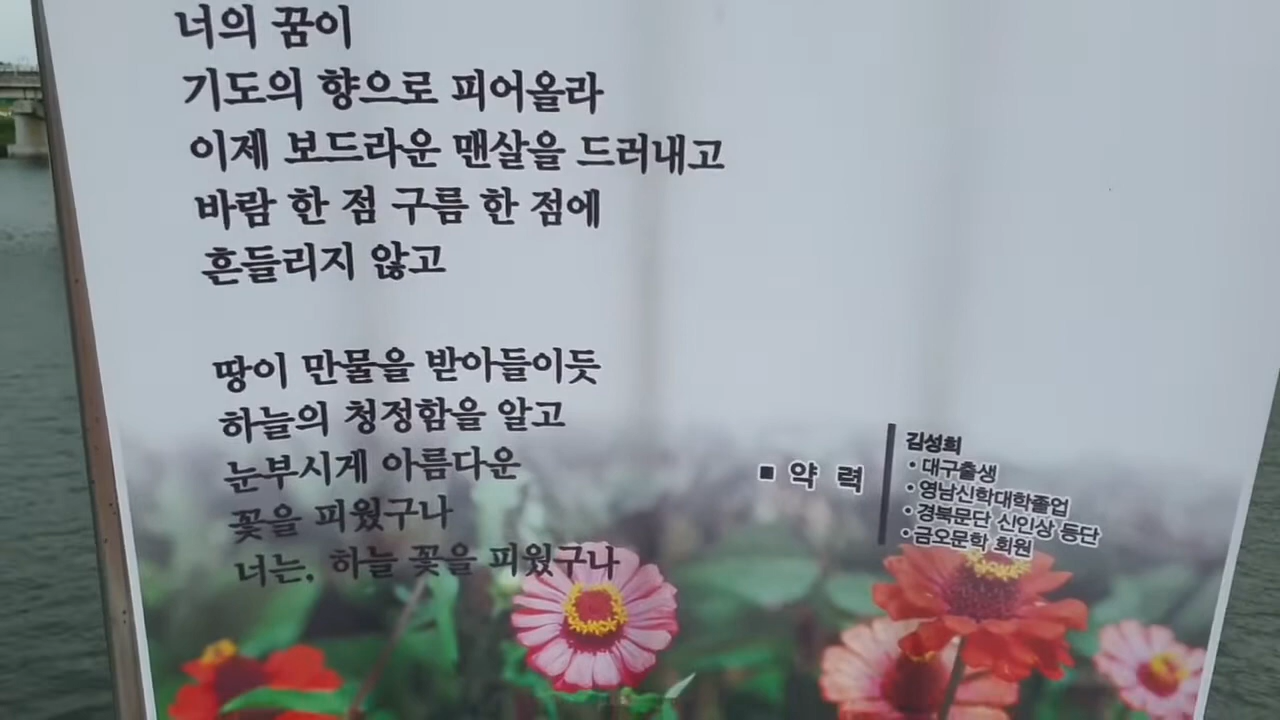 너의 꿈이
기도의 향으로 피어올라
이제 보드라운 맨살을 드러내고
바람 한 점 구름 한 점에
흔들리지 않고
땅이 만물을 받아들이듯
하늘의 청정함을 알고
눈부시게 아름다운
꽃을 피웠구나
너는, 하늘 꽃을 피웠구나
■ 약 력
김성희
• 대구출생
• 영남신학대학졸업
• 경북문단 신인상 등단
• 금오문학 회원